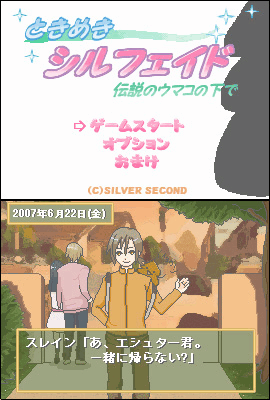 ときめき
シルフェイド
伝説のウマコの下で
⇨ゲームスタート
オプション
おまけ
(C)SILVER SECOND
2007年6月22日(金)
スレイン「あ、エシュター君。
一緒に帰らない?」